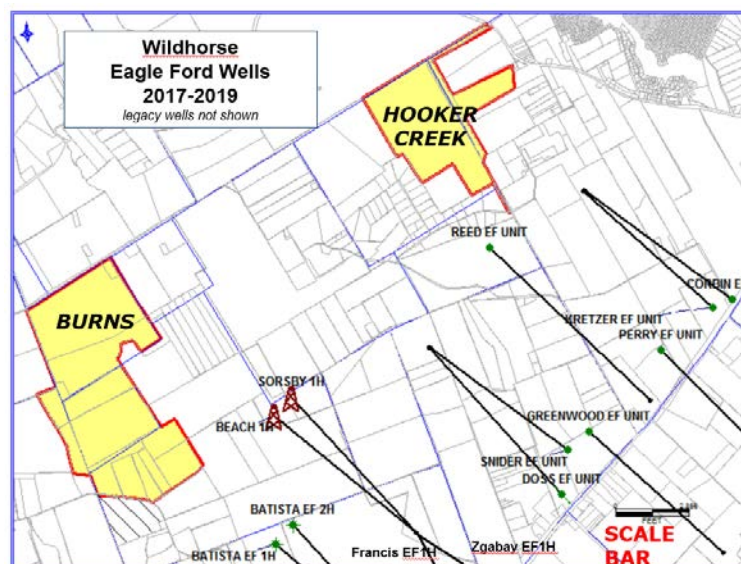 Wildhorse
Eagle Ford Wells
2017-2019
legacy wells not shown
HOOKER
CREEK
REED EF UNIT
CORBIN E
KRETZER EF UNIT
PERRY EF UNIT
BURNS
SORSBY 1H
BEACH 1H
GREENWOOD EF UNIT
SNIDER EF UNIT
DOSS EF UNIT
BATISTA EF 2H
BATISTA EF 1H
Francis EF1H
Zgabay EF1H
0
FEET
SCALE
BAR